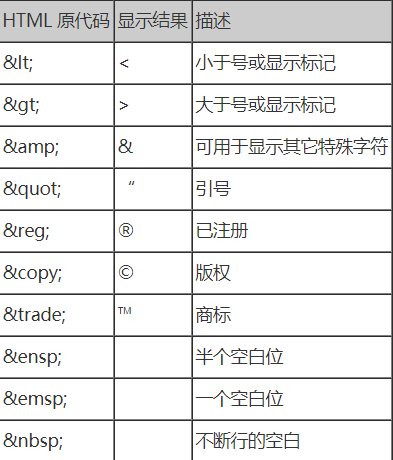 HTML 原代码 显示结果 描述
&lt; < 小于号或显示标记
&gt; > 大于号或显示标记
&amp; & 可用于显示其它特殊字符
&quot; “ 引号
&reg; ® 已注册
&copy; © 版权
&trade; ™ 商标
&ensp; 半个空白位
&emsp; 一个空白位
&nbsp; 不断行的空白